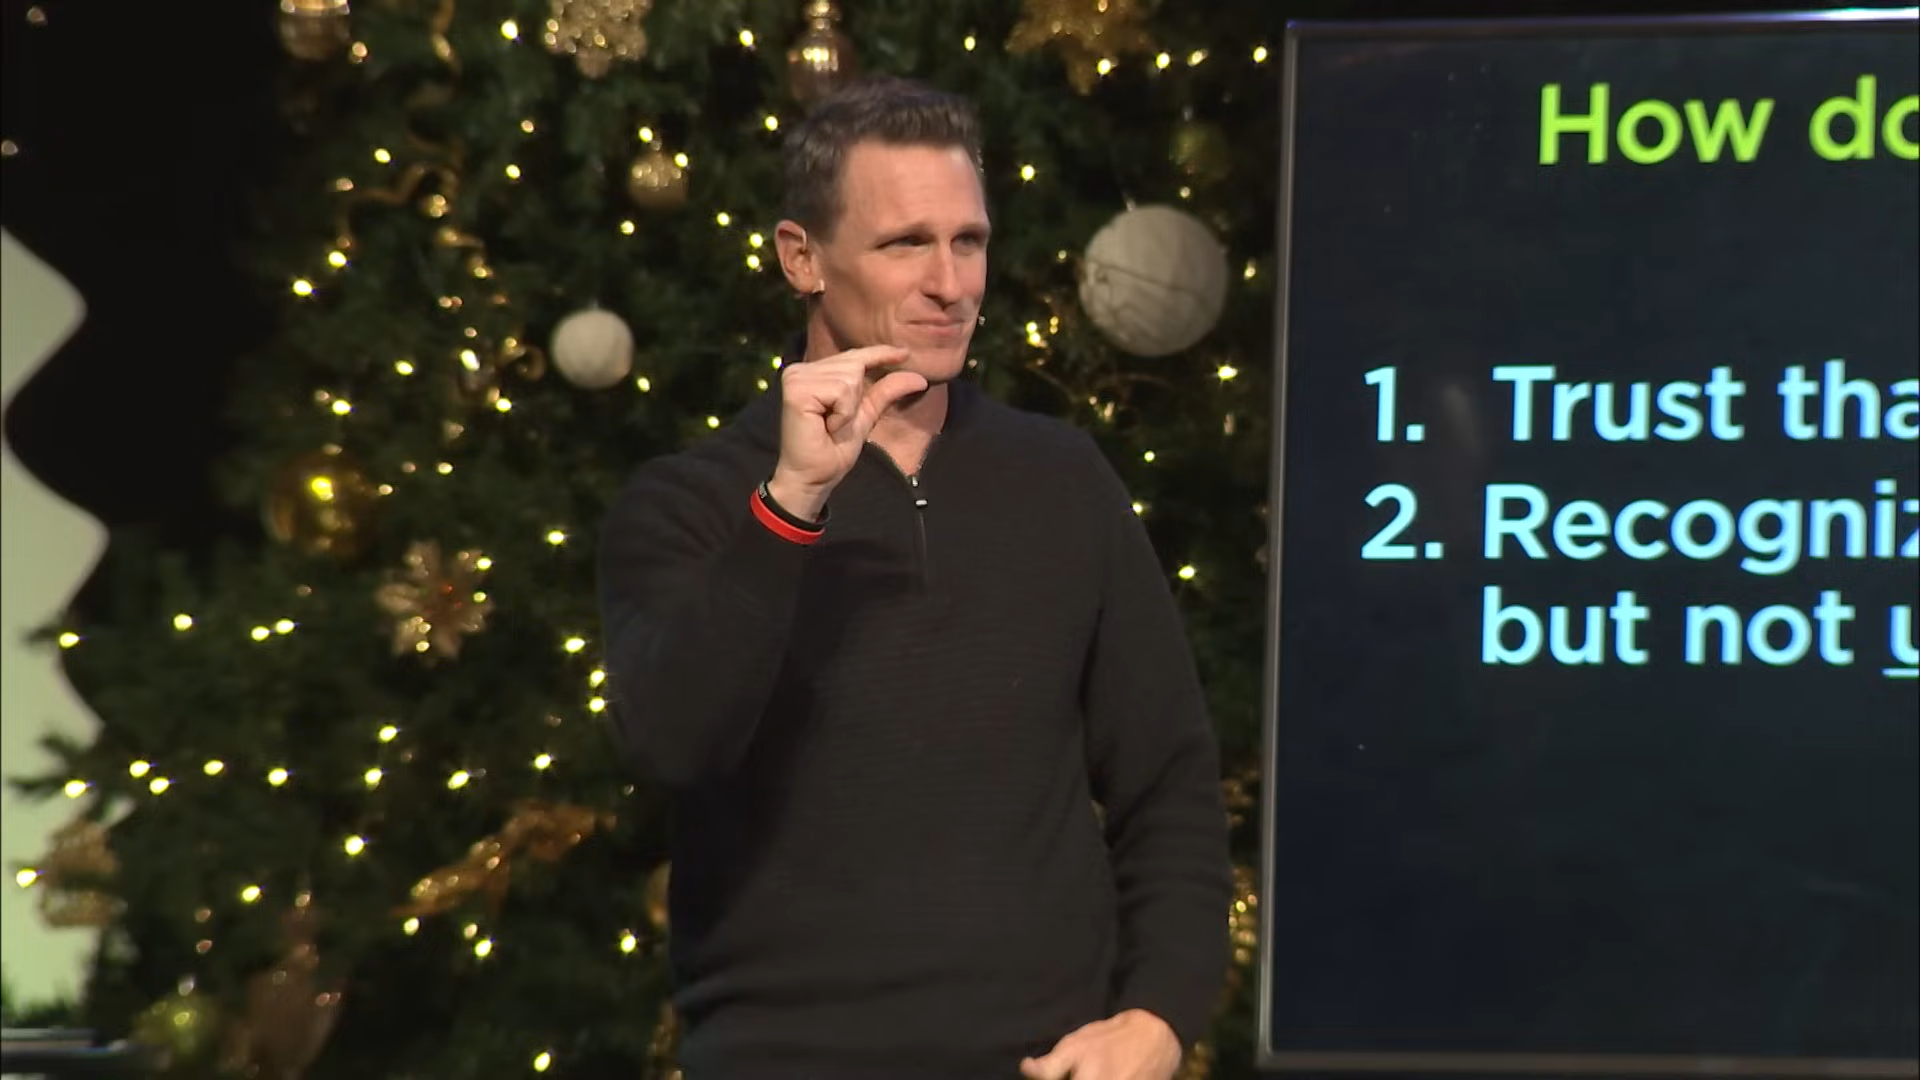 How do
1. Trust tha
2. Recogniz
but not u